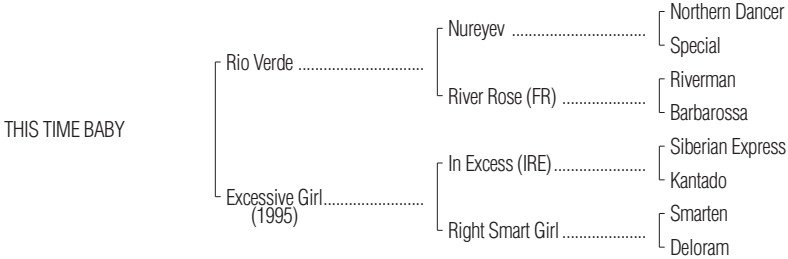 Northern Dancer
Nureyev ................................
Special
Rio Verde ..............................
Riverman
River Rose (FR) ....................
Barbarossa
THIS TIME BABY
Siberian Express
In Excess (IRE)......................
Kantado
Excessive Girl........................
(1995)
Smarten
Right Smart Girl ....................
Deloram